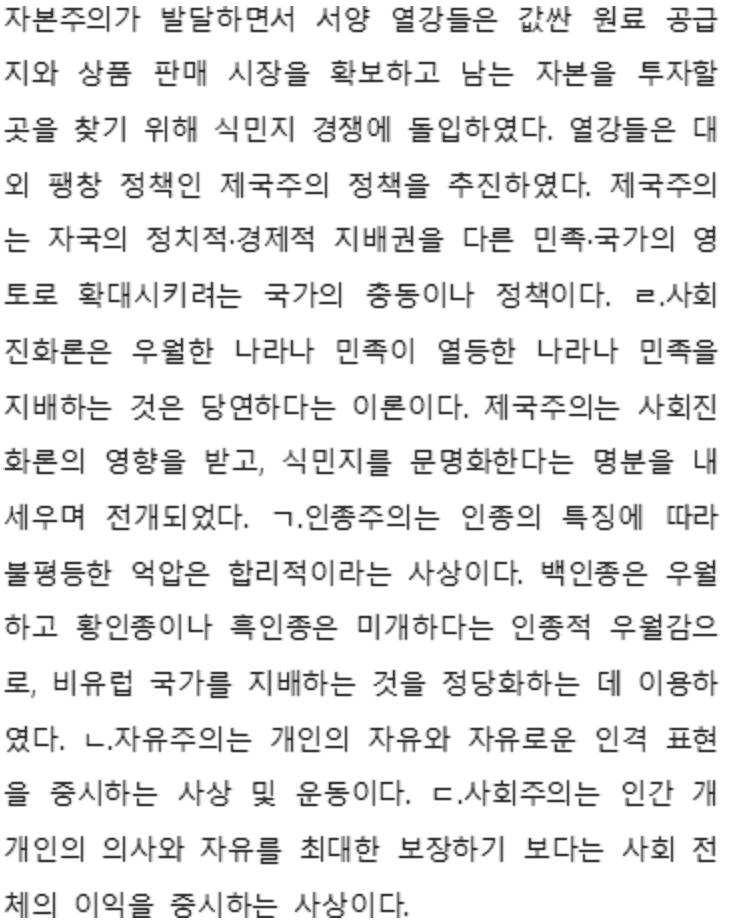 자본주의가 발달하면서 서양 열강들은 값싼 원료 공급
지와 상품 판매 시장을 확보하고 남는 자본을 투자할
곳을 찾기 위해 식민지 경쟁에 돌입하였다. 열강들은 대
외 팽창 정책인 제국주의 정책을 추진하였다. 제국주의
는 자국의 정치적·경제적 지배권을 다른 민족·국가의 영
토로 확대시키려는 국가의 충동이나 정책이다. ㄹ.사회
진화론은 우월한 나라나 민족이 열등한 나라나 민족을
지배하는 것은 당연하다는 이론이다. 제국주의는 사회진
화론의 영향을 받고, 식민지를 문명화한다는 명분을 내
세우며 전개되었다. ㄱ.인종주의는 인종의 특징에 따라
불평등한 억압은 합리적이라는 사상이다. 백인종은 우월
하고 황인종이나 흑인종은 미개하다는 인종적 우월감으
로, 비유럽 국가를 지배하는 것을 정당화하는 데 이용하
였다. ㄴ.자유주의는 개인의 자유와 자유로운 인격 표현
을 중시하는 사상 및 운동이다. ㄷ.사회주의는 인간 개
개인의 의사와 자유를 최대한 보장하기 보다는 사회 전
체의 이익을 중시하는 사상이다.